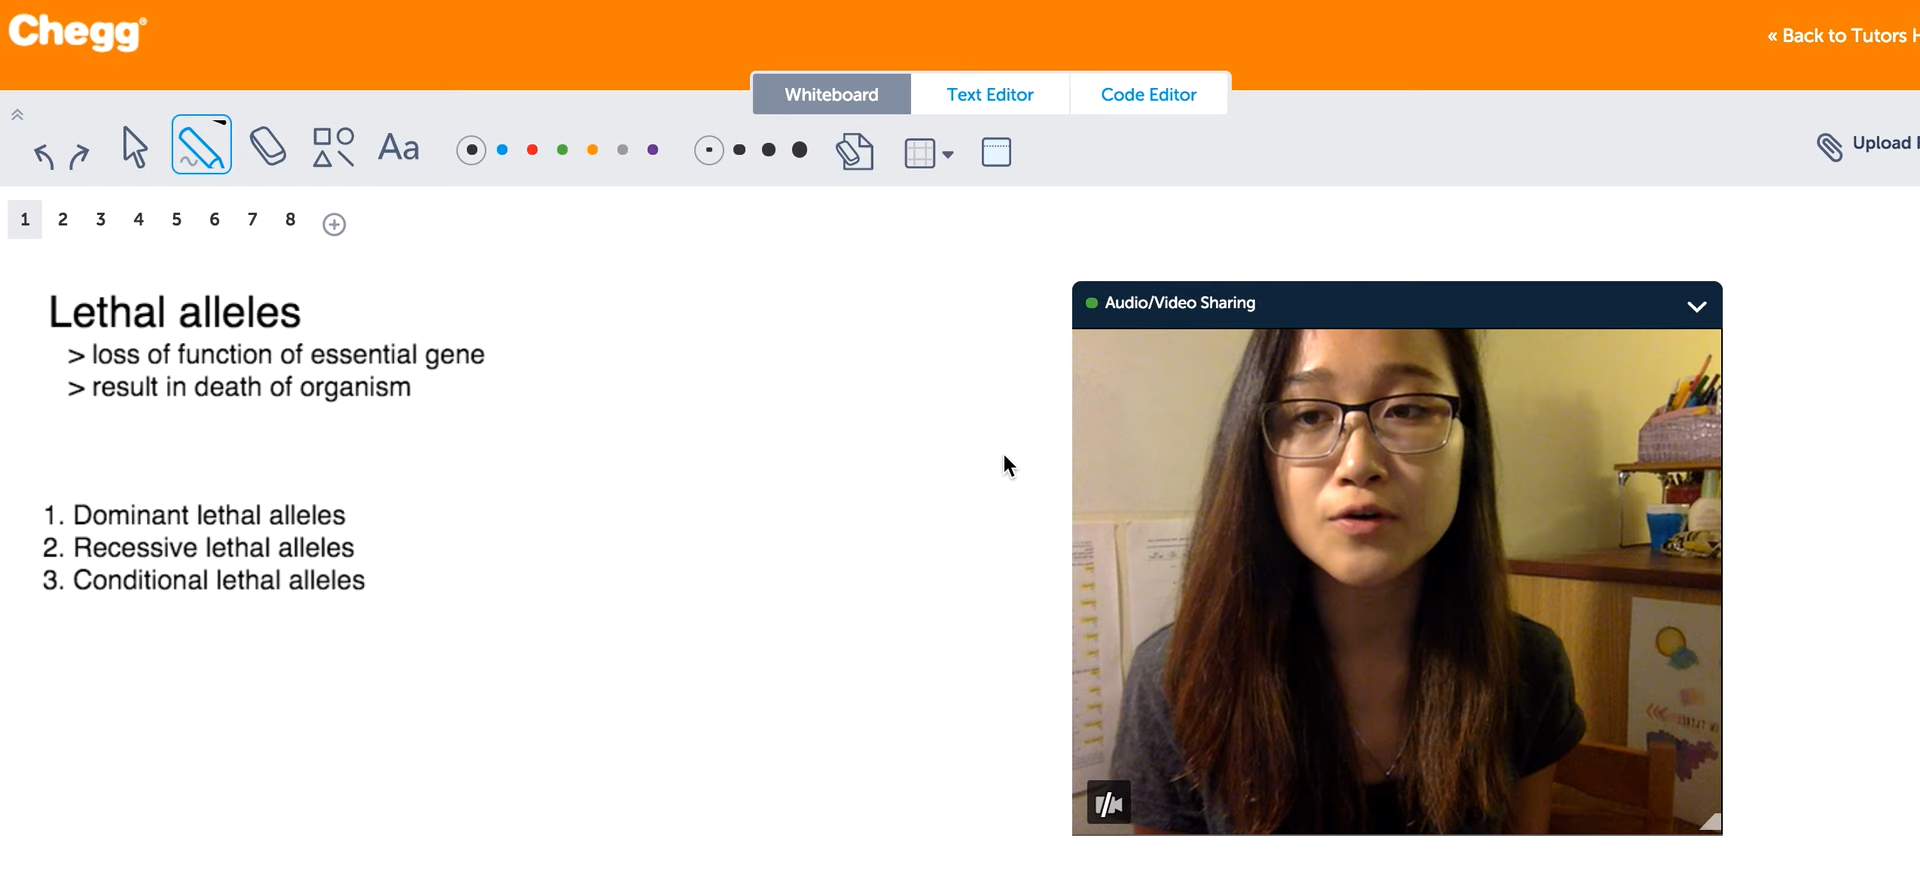 Chegg
« Back to Tutors H
Whiteboard
Text Editor
Code Editor
Aa
Upload
1 2 3 4 5 6 7 8
Lethal alleles
> loss of function of essential gene
> result in death of organism
1. Dominant lethal alleles
2. Recessive lethal alleles
3. Conditional lethal alleles
Audio/Video Sharing